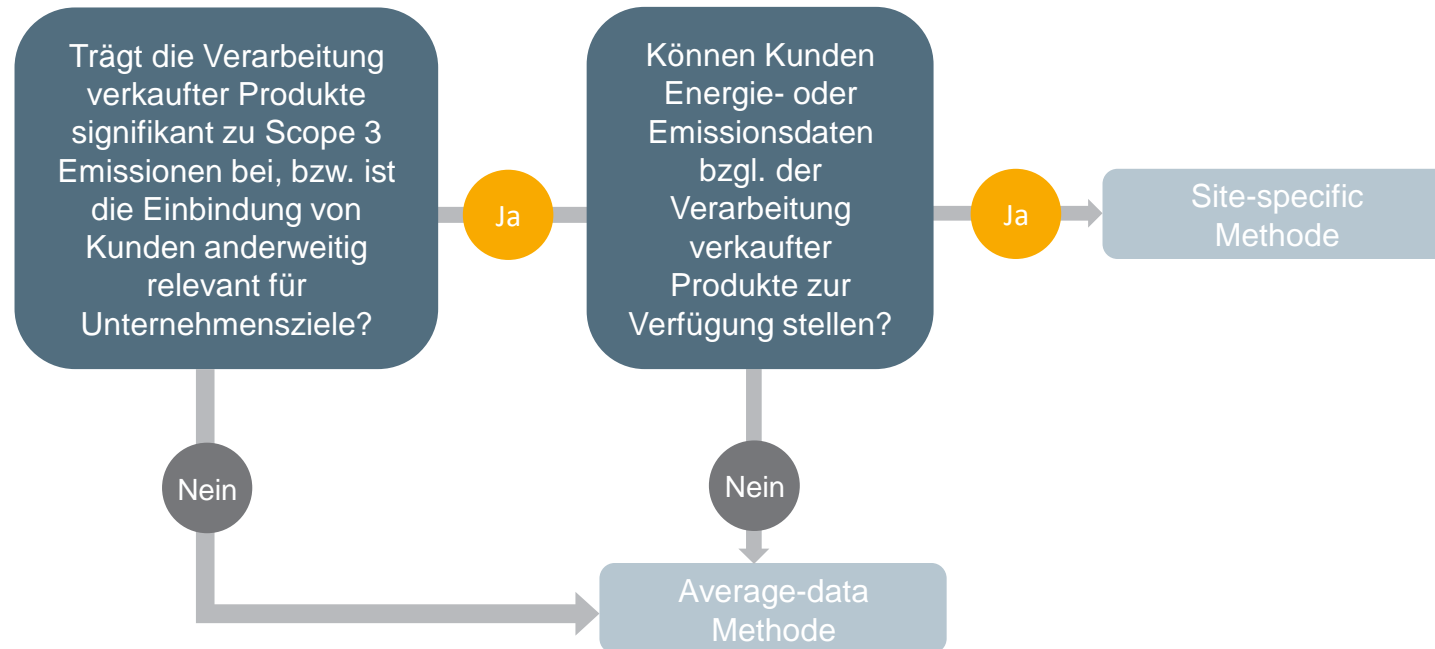 Trägt die Verarbeitung
verkaufter Produkte
signifikant zu Scope 3
Emissionen bei, bzw. ist
die Einbindung von
Kunden anderweitig
relevant für
Unternehmensziele?
Ja
Können Kunden
Energie- oder
Emissionsdaten
bzgl. der
Verarbeitung
verkaufter
Produkte zur
Verfügung stellen?
Ja
Site-specific
Methode
Nein
Nein
Average-data
Methode